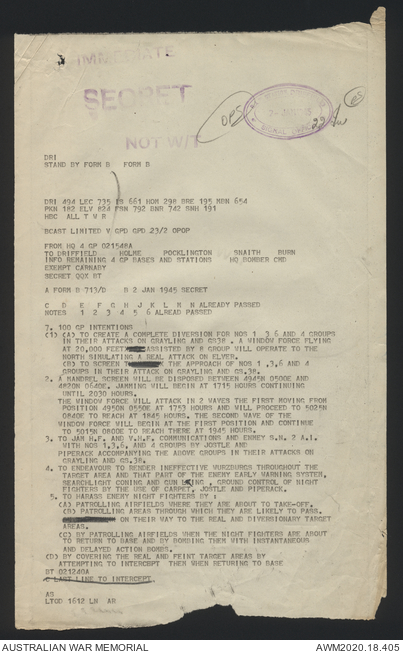 IMMEDIATE
SECRET
OPS
NOT W/T
DRI
STAND BY FORM B FORM B
DRI 494 LEC 735 661 HOM 298 BRE 195 MBN 654
PKN 182 ELV 824 FBN 792 BNR 742 SNH 191
HBC ALL T V R
BCAST LIMITED V GPD GPD 23/2 OPOP
FROM HQ 4 GP 021540A
TO DRIFFIELD HOLME POCKLINGTON SNAITH BURN
INFO REMAINING 4 GP BASES AND STATIONS HQ BOMBER CMD
EXEMPT CARNABY
SECRET QQX BT
A FORM B 713/D B 2 JAN 1945 SECRET
C D E F G H J K L M N ALREADY PASSED
NOTES 1 2 3 4 5 6 ALREAD PASSED
7. 100 GP INTENTIONS
(1) (A) TO CREATE A COMPLETE DIVERSION FOR NOS 1 3 6 AND 4 GROUPS
IN THEIR ATTACKS ON GRAYLING AND GS38 . A WINDOW FORCE FLYING
AT 20,000 FEET ASSISTED BY 8 GROUP WILL OPERATE TO THE
NORTH SIMULATING A REAL ATTACK ON ELVER.
(B) TO SCREEN THE APPROACH OF NOS 1,3,6 AND 4
GROUPS IN THEIR ATTACK ON GRAYLING AND GS.38.
2. A MANDREL SCREEN WILL BE DISPOSED BETWEEN 4945N 0500E AND
4820N 0640E. JAMMING WILL BEGIN AT 1715 HOURS CONTINUING
UNTIL 2030 HOURS.
THE WINDOW FORCE WILL ATTACK IN 2 WAVES THE FIRST MOVING FROM
POSITION 4950N 0550E AT 1753 HOURS AND WILL PROCEED TO 5025N
0840E TO REACH AT 1845 HOURS. THE SECOND WAVE OF THE
WINDOW FORCE WILL BEGIN AT THE FIRST POSITION AND CONTINUE
TO 5015N 0800E TO REACH THERE AT 1945 HOURS.
3. TO JAM H.F. AND V.H.F. COMMUNICATIONS AND ENEMY S.N. 2 A.I.
WITH NOS 1,3,6, AND 4 GROUPS BY JOSTLE AND
PIPERACK ACCOMPANYING THE ABOVE GROUPS IN THEIR ATTACKS ON
GRAYLING AND GS.38.
4. TO ENDEAVOUR TO RENDER INEFFECTIVE WURZBURGS THROUGHOUT THE
TARGET AREA AND THAT PART OF THE ENEMY EARLY WARNING SYSTEM,
SEARCHLIGHT CONING AND GUN , GROUND CONTROL OF NIGHT
FIGHTERS BY THE USE OF CARPET, JOSTLE AND PIPERACK.
5. TO HARASS ENEMY NIGHT FIGHTERS BY :
(A) PATROLLING AIRFIELDS WHERE THEY ARE ABOUT TO TAKE-OFF.
(B) PATROLLING AREAS THROUGH WHICH THEY ARE LIKELY TO PASS.
ON THEIR WAY TO THE REAL AND DIVERSIONARY TARGET
AREAS.
(C) BY PATROLLING AIRFIELDS WHEN THE NIGHT FIGHTERS ARE ABOUT
TO RETURN TO BASE AND BY BOMBING THEM WITH INSTANTANEOUS
AND DELAYED ACTION BOMBS.
(D) BY COVERING THE REAL AND FEINT TARGET AREAS BY
ATTEMPTING TO INTERCEPT THEM WHEN RETURNING TO BASE
BT 021240A
C LAST LINE TO INTERCEPT.
AS
LTOD 1612 LN AR
AUSTRALIAN WAR MEMORIAL AWM2020.18.405